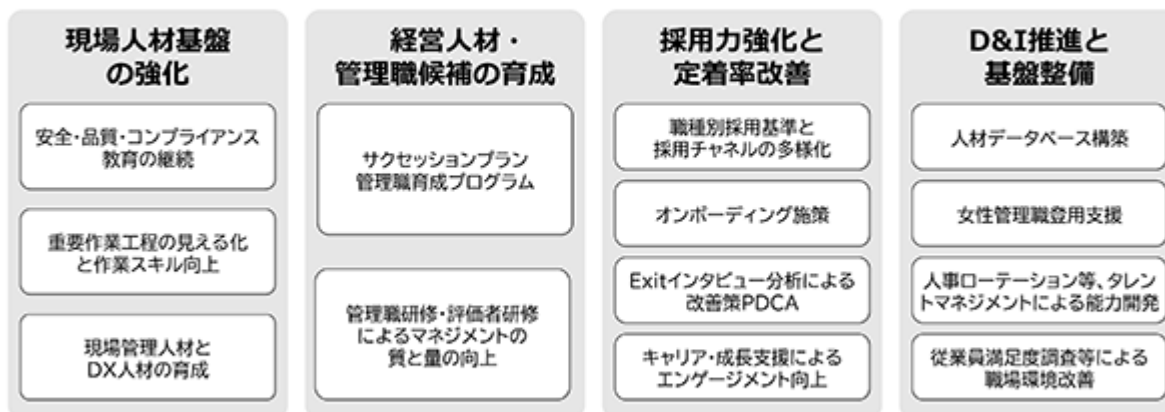 現場人材基盤
の強化
安全・品質・コンプライアンス
教育の継続
重要作業工程の見える化
と作業スキル向上
現場管理人材と
DX人材の育成
経営人材・
管理職候補の育成
サクセッションプラン
管理職育成プログラム
管理職研修・評価者研修
によるマネジメントの
質と量の向上
採用力強化と
定着率改善
職種別採用基準と
採用チャネルの多様化
オンボーディング施策
Exitインタビュー分析による
改善策PDCA
キャリア・成長支援による
エンゲージメント向上
D&I推進と
基盤整備
人材データベース構築
女性管理職登用支援
人事ローテーション等、タレン
トマネジメントによる能力開発
従業員満足度調査等による
職場環境改善